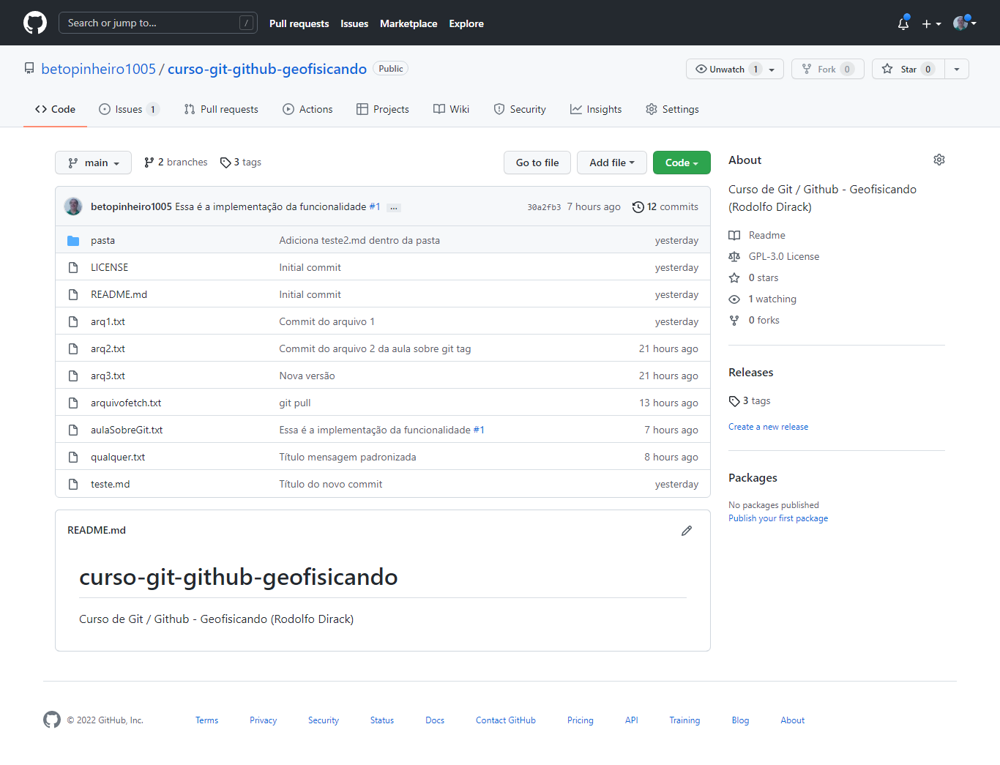 Search or jump to... /
Pull requests Issues Marketplace Explore
betopinheiro1005 / curso-git-github-geofisicando Public
Unwatch 1 Fork 0 Star 0
Code Issues 1 Pull requests Actions Projects Wiki Security Insights Settings
main 2 branches 3 tags Go to file Add file Code
betopinheiro1005 Essa é a implementação da funcionalidade #1 ... 30a2fb3 7 hours ago 12 commits
pasta Adiciona teste2.md dentro da pasta yesterday
LICENSE Initial commit yesterday
README.md Initial commit yesterday
arq1.txt Commit do arquivo 1 yesterday
arq2.txt Commit do arquivo 2 da aula sobre git tag 21 hours ago
arq3.txt Nova versão 21 hours ago
arquivofetch.txt git pull 13 hours ago
aulaSobreGit.txt Essa é a implementação da funcionalidade #1 7 hours ago
qualquer.txt Título mensagem padronizada 8 hours ago
teste.md Título do novo commit yesterday
README.md
curso-git-github-geofisicando
Curso de Git / Github - Geofisicando (Rodolfo Dirack)
About
Curso de Git / Github - Geofisicando
(Rodolfo Dirack)
Readme
GPL-3.0 License
0 stars
1 watching
0 forks
Releases
3 tags
Create a new release
Packages
No packages published
Publish your first package
© 2022 GitHub, Inc. Terms Privacy Security Status Docs Contact GitHub Pricing API Training Blog About